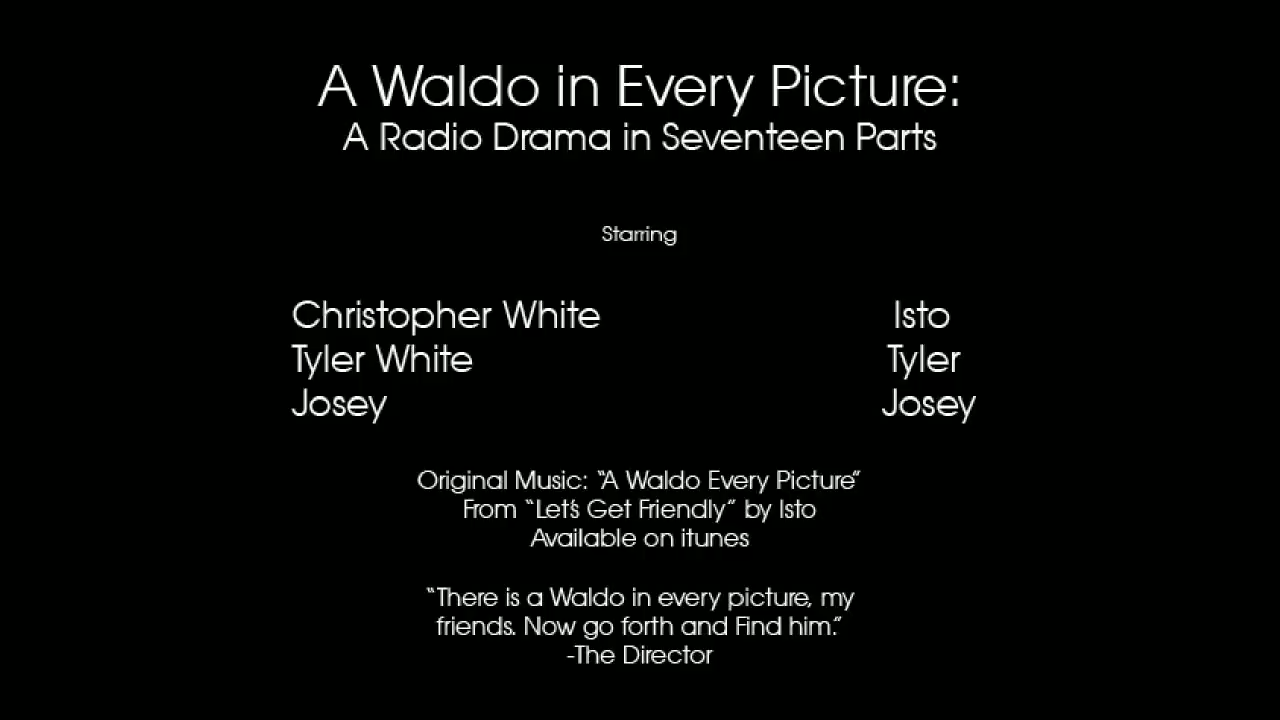 A Waldo in Every Picture:
A Radio Drama in Seventeen Parts
Starring
Christopher White Isto
Tyler White Tyler
Josey Josey
Original Music: “A Waldo Every Picture”
From “Let's Get Friendly” by Isto
Available on itunes
“There is a Waldo in every picture, my
friends. Now go forth and Find him.”
-The Director